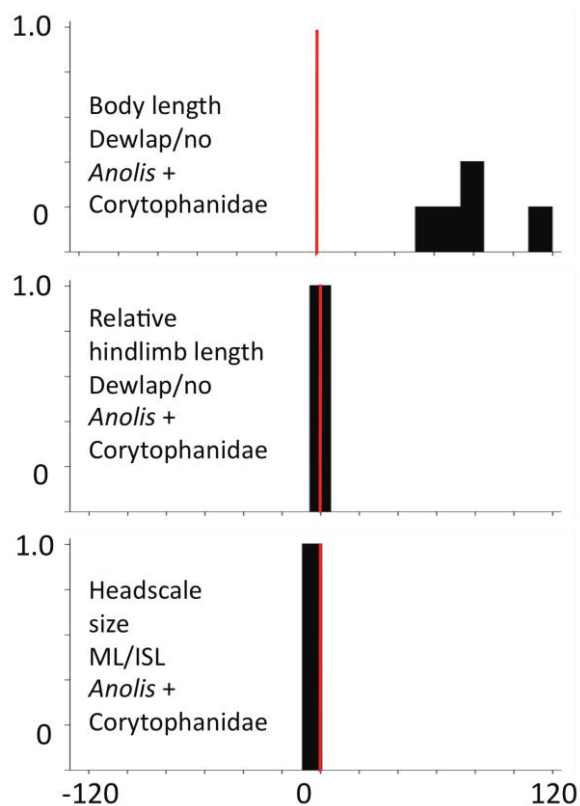 1.0
Body length
Dewlap/no
Anolis +
Corytophanidae
0
1.0
Relative
hindlimb length
Dewlap/no
Anolis +
Corytophanidae
0
1.0
Headscale
size
ML/ISL
Anolis +
Corytophanidae
0
-120 0 120